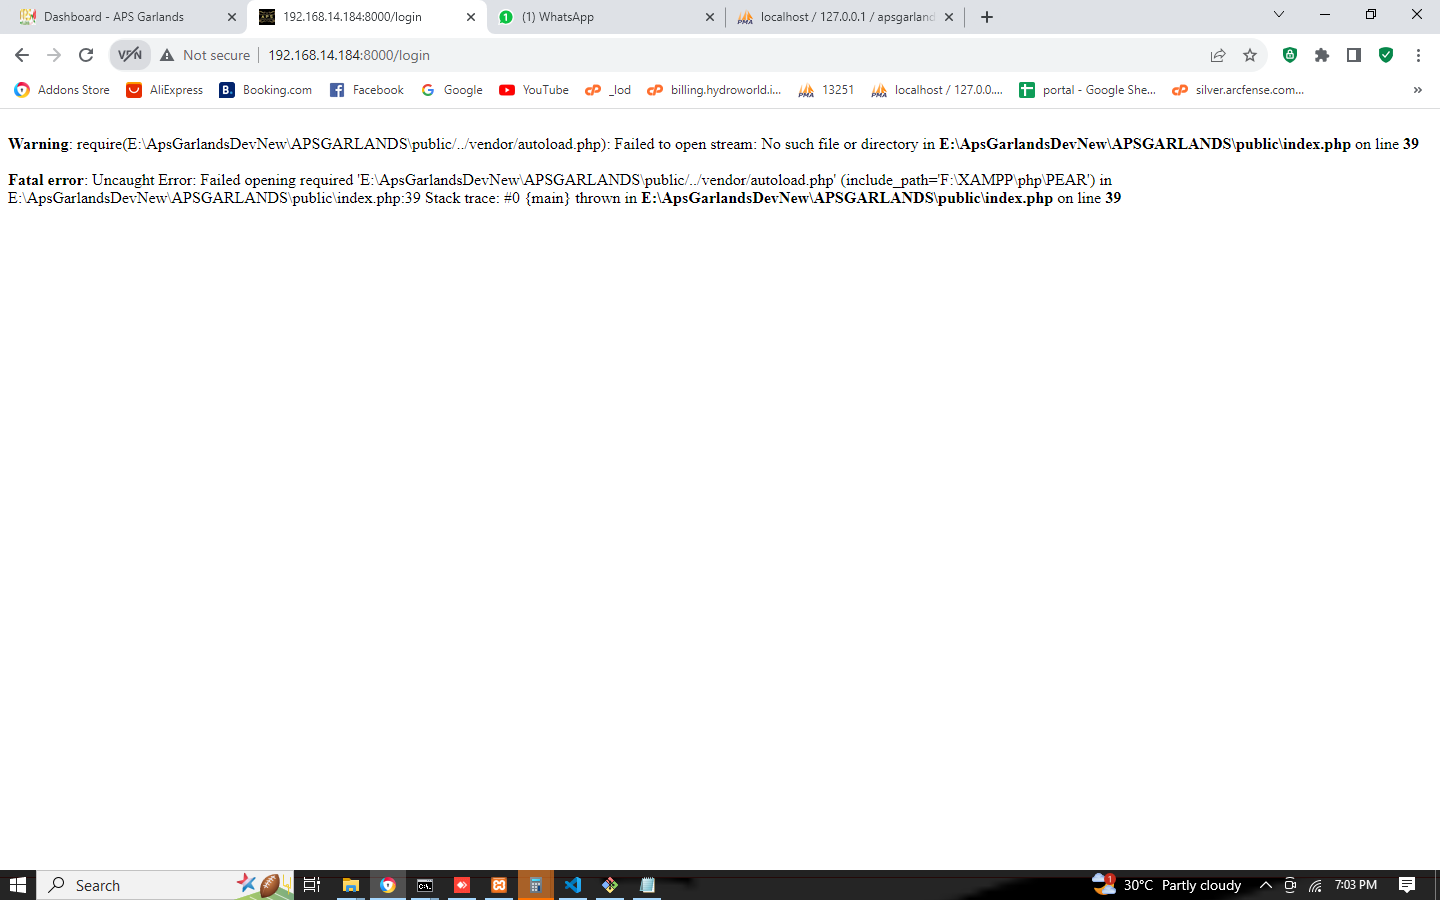 Dashboard - APS Garlands
192.168.14.184:8000/login
(1) WhatsApp
localhost / 127.0.0.1 / apsgarland
VPN
Not secure
192.168.14.184:8000/login
Addons Store
AliExpress
Booking.com
Facebook
Google
YouTube
_lod
billing.hydroworld.i...
13251
localhost / 127.0.0....
portal - Google She...
silver.arcfense.com...
Warning: require(E:\ApsGarlandsDevNew\APSGARLANDS\public/../vendor/autoload.php): Failed to open stream: No such file or directory in E:\ApsGarlandsDevNew\APSGARLANDS\public\index.php on line 39
Fatal error: Uncaught Error: Failed opening required 'E:\ApsGarlandsDevNew\APSGARLANDS\public/../vendor/autoload.php' (include_path='F:\XAMPP\php\PEAR') in
E:\ApsGarlandsDevNew\APSGARLANDS\public\index.php:39 Stack trace: #0 {main} thrown in E:\ApsGarlandsDevNew\APSGARLANDS\public\index.php on line 39
Search
1
30°C Partly cloudy
7:03 PM